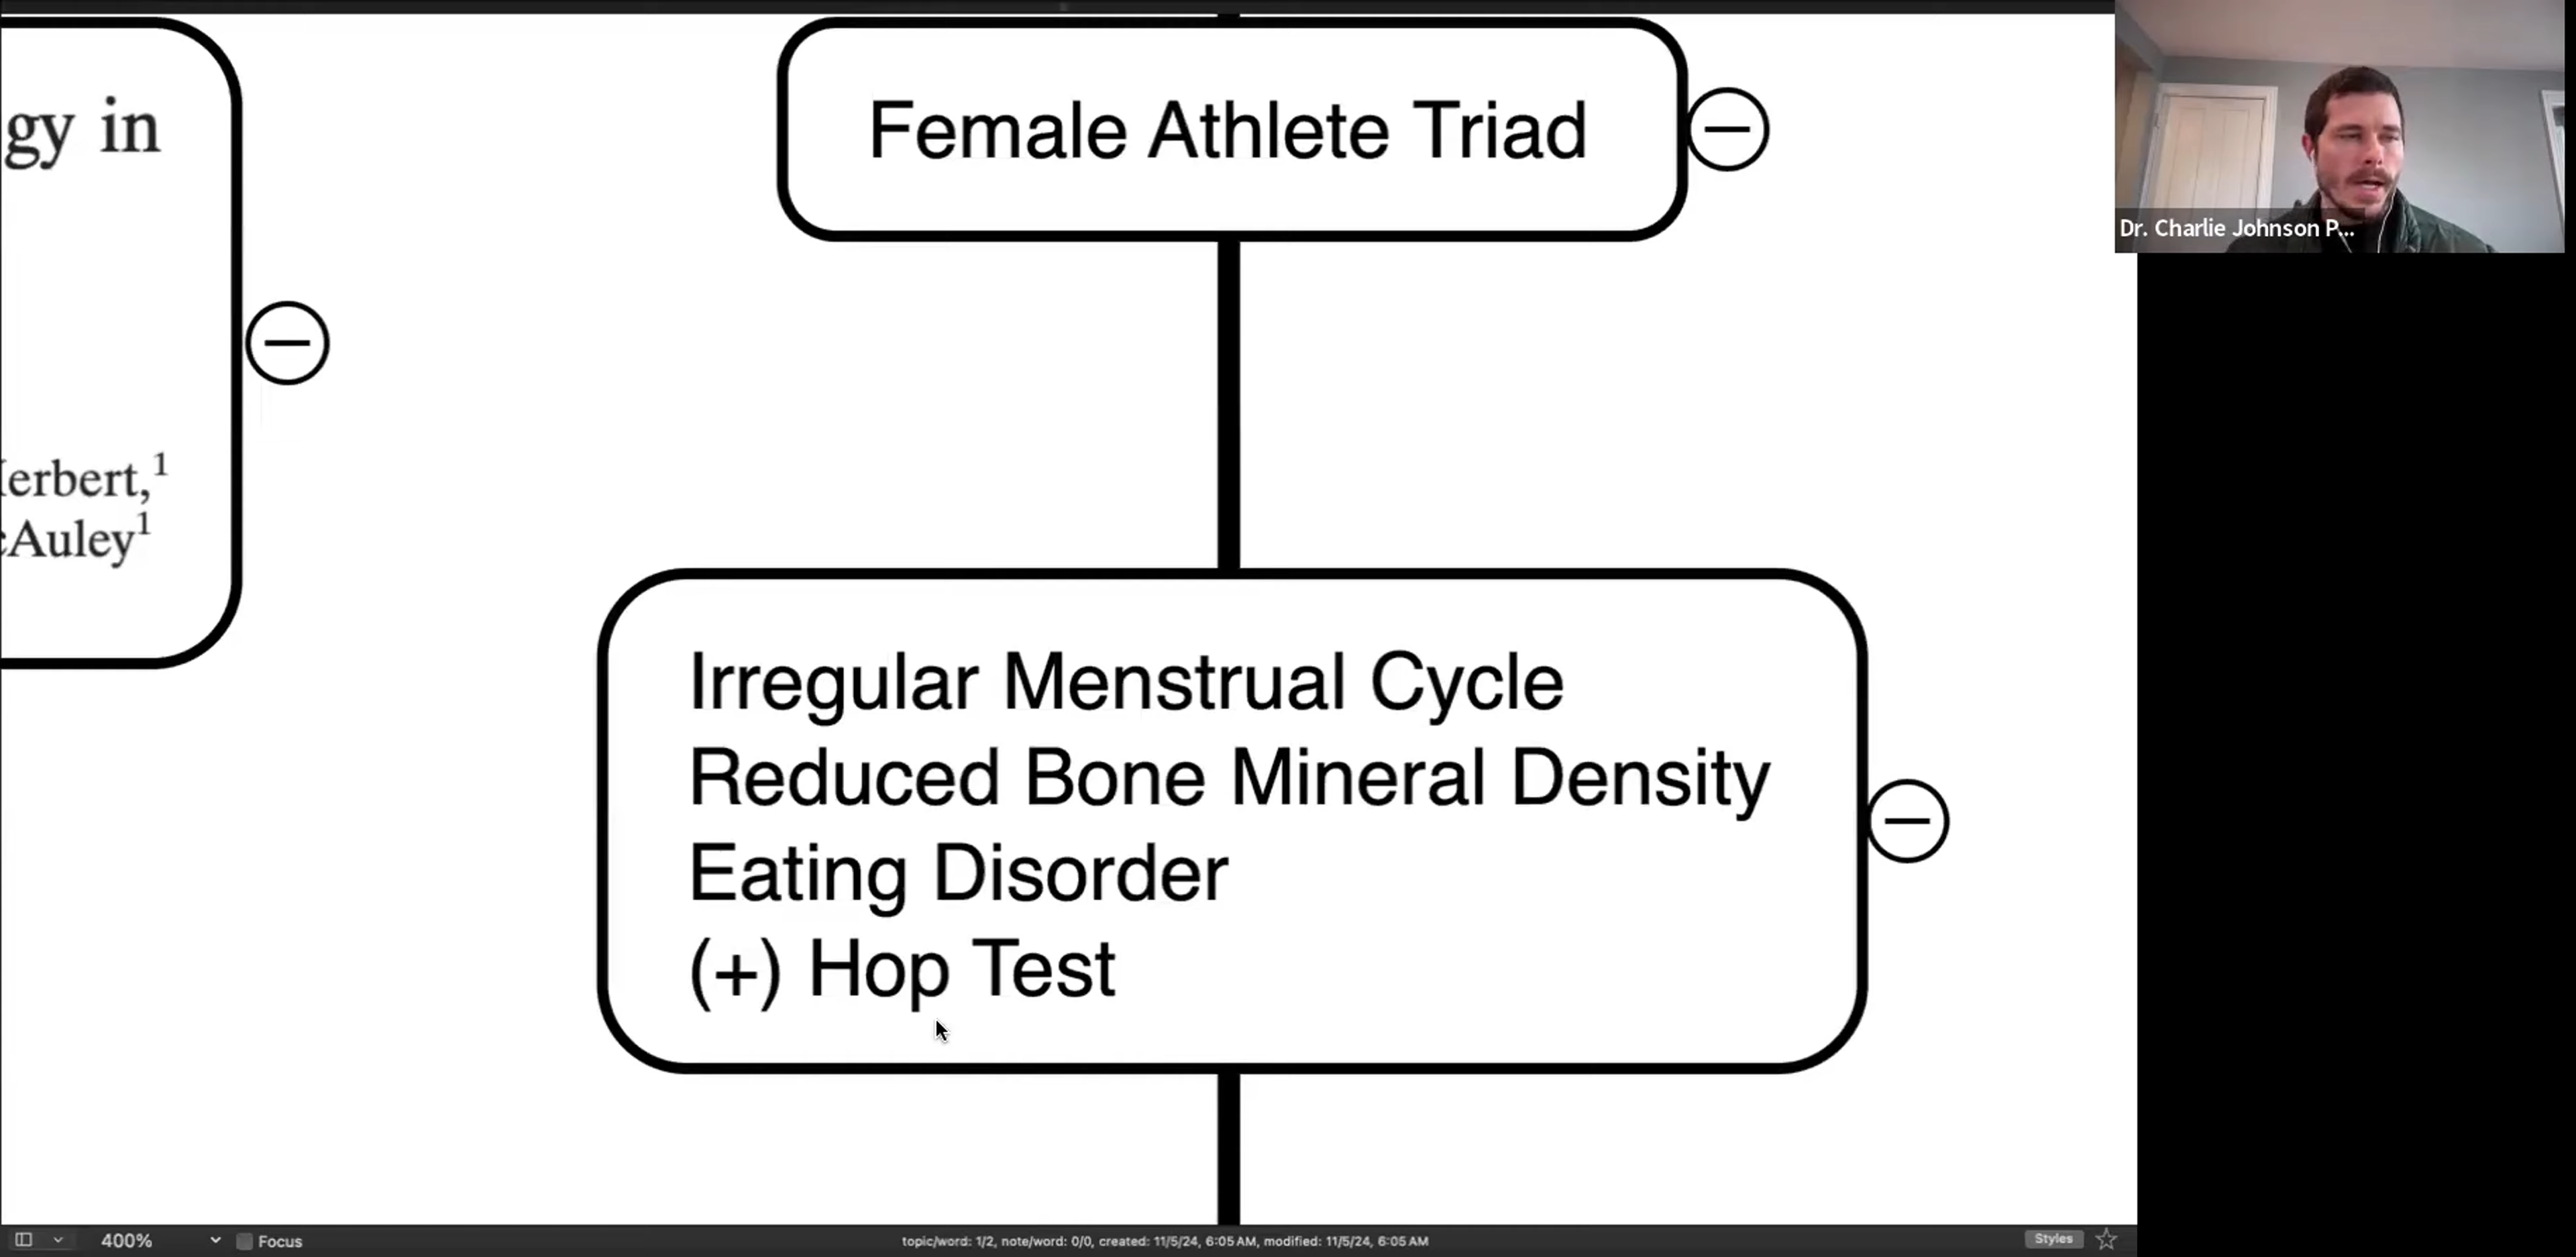 gy in
erbert,1
Auley1
Female Athlete Triad
Irregular Menstrual Cycle
Reduced Bone Mineral Density
Eating Disorder
(+) Hop Test
Dr. Charlie Johnson P...
400%
Focus
topic/word: 1/2, note/word: 0/0, created: 11/5/24, 6:05 AM, modified: 11/5/24, 6:05 AM
Styles